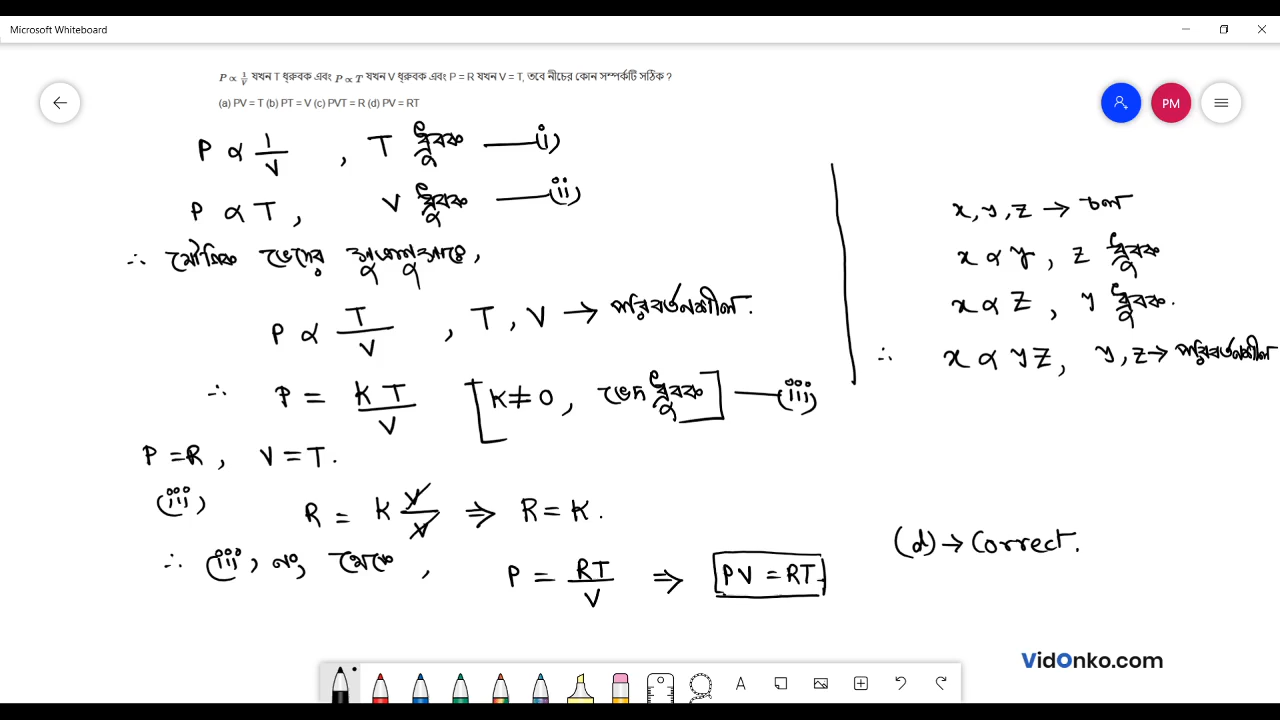 Microsoft Whiteboard
P ∝ 1/V যখন T ধ্রুবক এবং P ∝ T যখন V ধ্রুবক এবং P = R যখন V = T, তবে নীচের কোন সম্পর্কটি সঠিক ?
(a) PV = T (b) PT = V (c) PVT = R (d) PV = RT
PM
P ∝ 1/V , T ধ্রুবক —— (i)
P ∝ T, V ধ্রুবক —— (ii)
∴ যৌগিক ভেদের সূত্রানুসারে,
P ∝ T/V , T, V → পরিবর্তনশীল.
∴ P = KT/V [K ≠ 0, ভেদ ধ্রুবক] —— (iii)
P = R, V = T.
(iii) R = K V/V ⇒ R = K.
∴ (iii) নং থেকে, P = RT/V ⇒ PV = RT
x, y, z → চল
x ∝ y, z ধ্রুবক
x ∝ z, y ধ্রুবক.
∴ x ∝ yz, y, z → পরিবর্তনশীল
(d) → Correct.
VidOnko.com
A